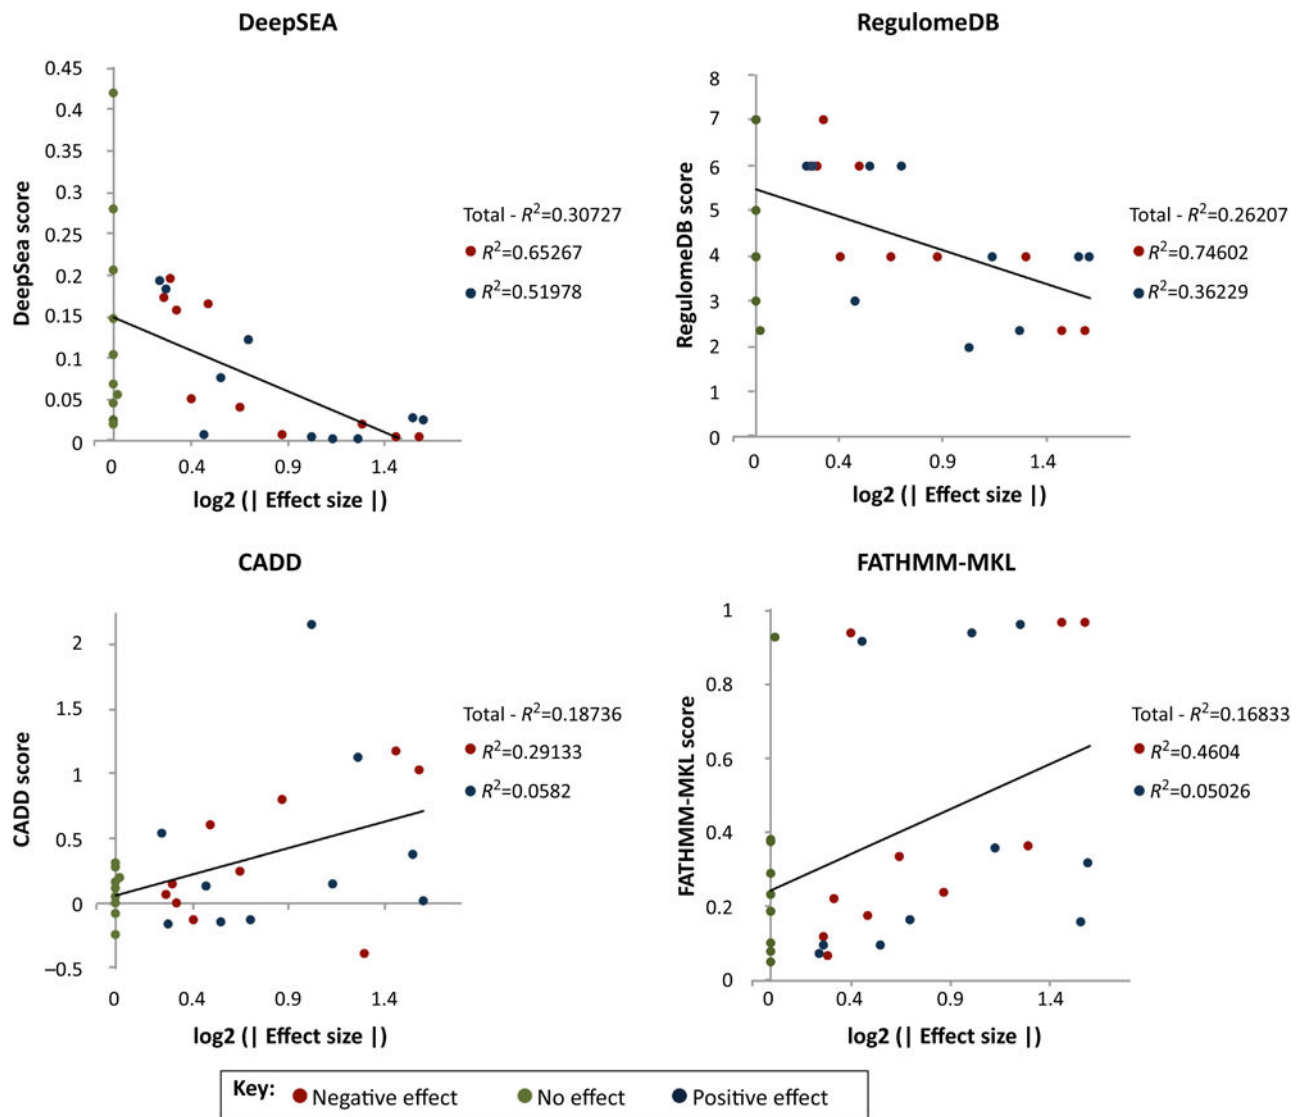 DeepSEA
0.45
0.4
0.35
0.3
0.25
0.2
0.15
0.1
0.05
0
DeepSea score
0
0.4
0.9
1.4
log2 (| Effect size |)
Total - R²=0.30727
R²=0.65267
R²=0.51978
RegulomeDB
8
7
6
5
4
3
2
1
0
RegulomeDB score
0
0.4
0.9
1.4
log2 (| Effect size |)
Total - R²=0.26207
R²=0.74602
R²=0.36229
CADD
2
1.5
1
0.5
0
–0.5
CADD score
0
0.4
0.9
1.4
log2 (| Effect size |)
Total - R²=0.18736
R²=0.29133
R²=0.0582
FATHMM-MKL
1
0.8
0.6
0.4
0.2
0
FATHMM-MKL score
0
0.4
0.9
1.4
log2 (| Effect size |)
Total - R²=0.16833
R²=0.4604
R²=0.05026
Key: Negative effect No effect Positive effect